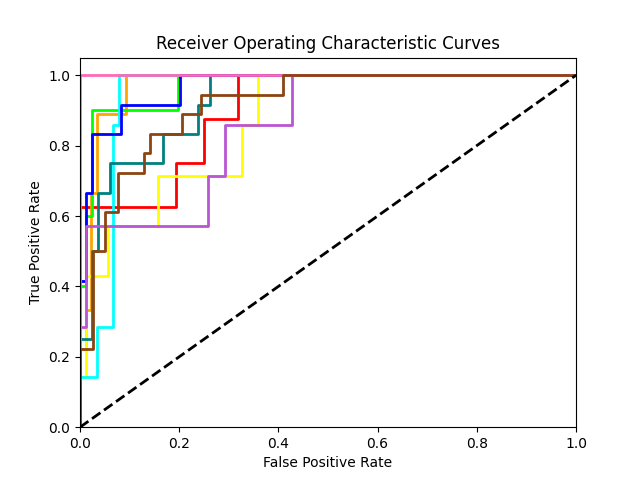 Receiver Operating Characteristic Curves
1.0
0.8
0.6
0.4
0.2
0.0
True Positive Rate
0.0 0.2 0.4 0.6 0.8 1.0
False Positive Rate